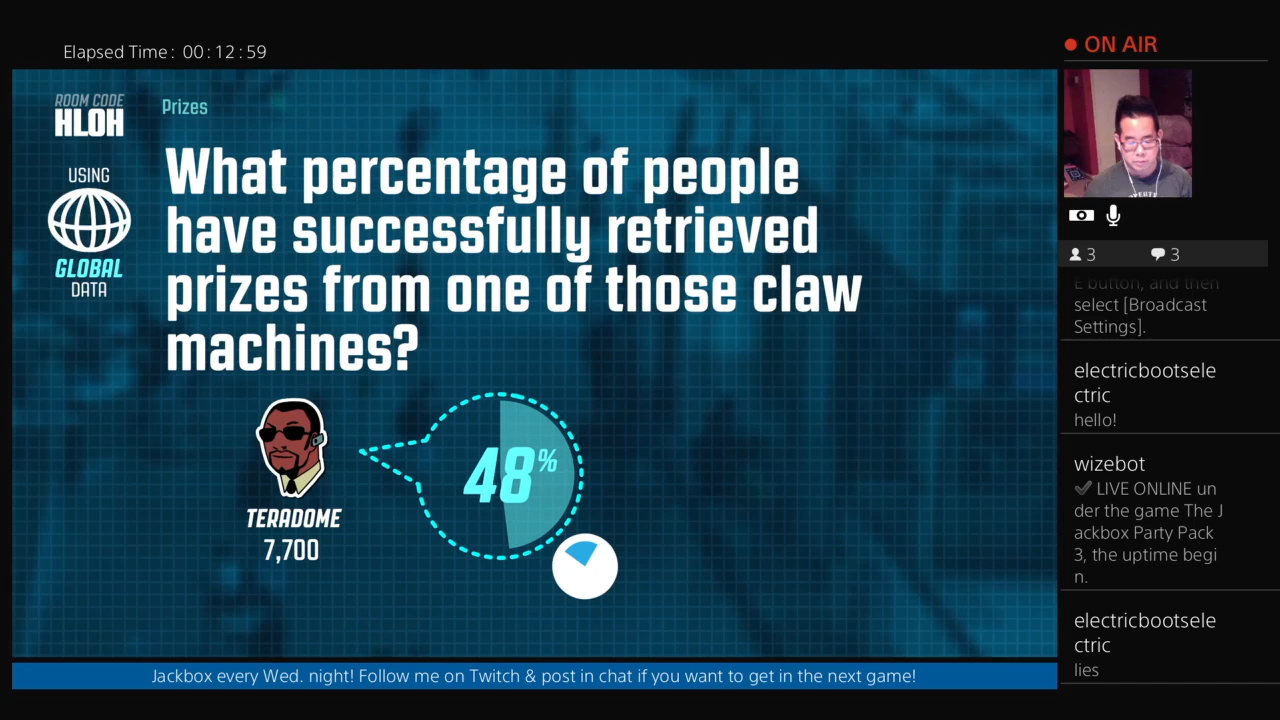 Elapsed Time: 00:12:59
ROOM CODE
HLOH
USING
GLOBAL
DATA
Prizes
What percentage of people
have successfully retrieved
prizes from one of those claw
machines?
48%
TERADOME
7,700
Jackbox every Wed. night! Follow me on Twitch & post in chat if you want to get in the next game!
ON AIR
3 3
E button, and then
select [Broadcast
Settings].
electricbootsele
ctric
hello!
wizebot
✓ LIVE ONLINE un
der the game The J
ackbox Party Pack
3, the uptime begi
n.
electricbootsele
ctric
lies